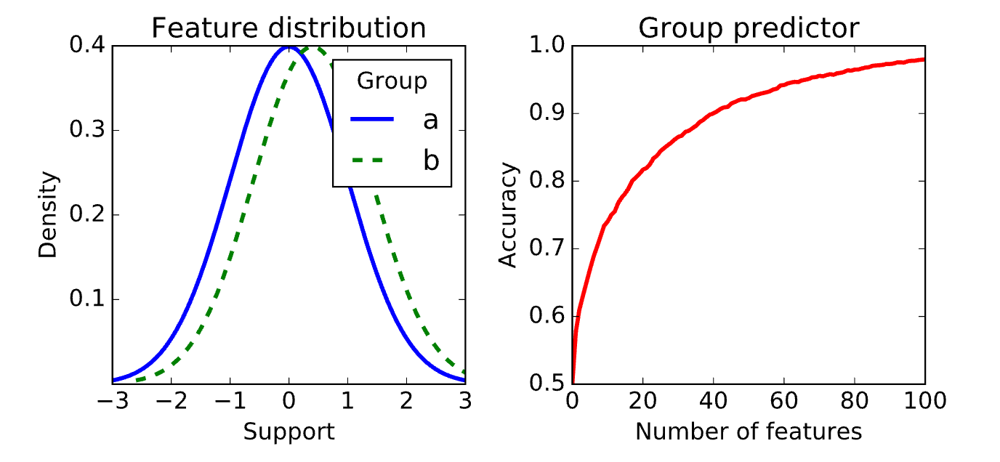 Feature distribution
0.4
0.3
0.2
0.1
Density
−3 −2 −1 0 1 2 3
Support
Group
a
b
Group predictor
1.0
0.9
0.8
0.7
0.6
0.5
Accuracy
0 20 40 60 80 100
Number of features